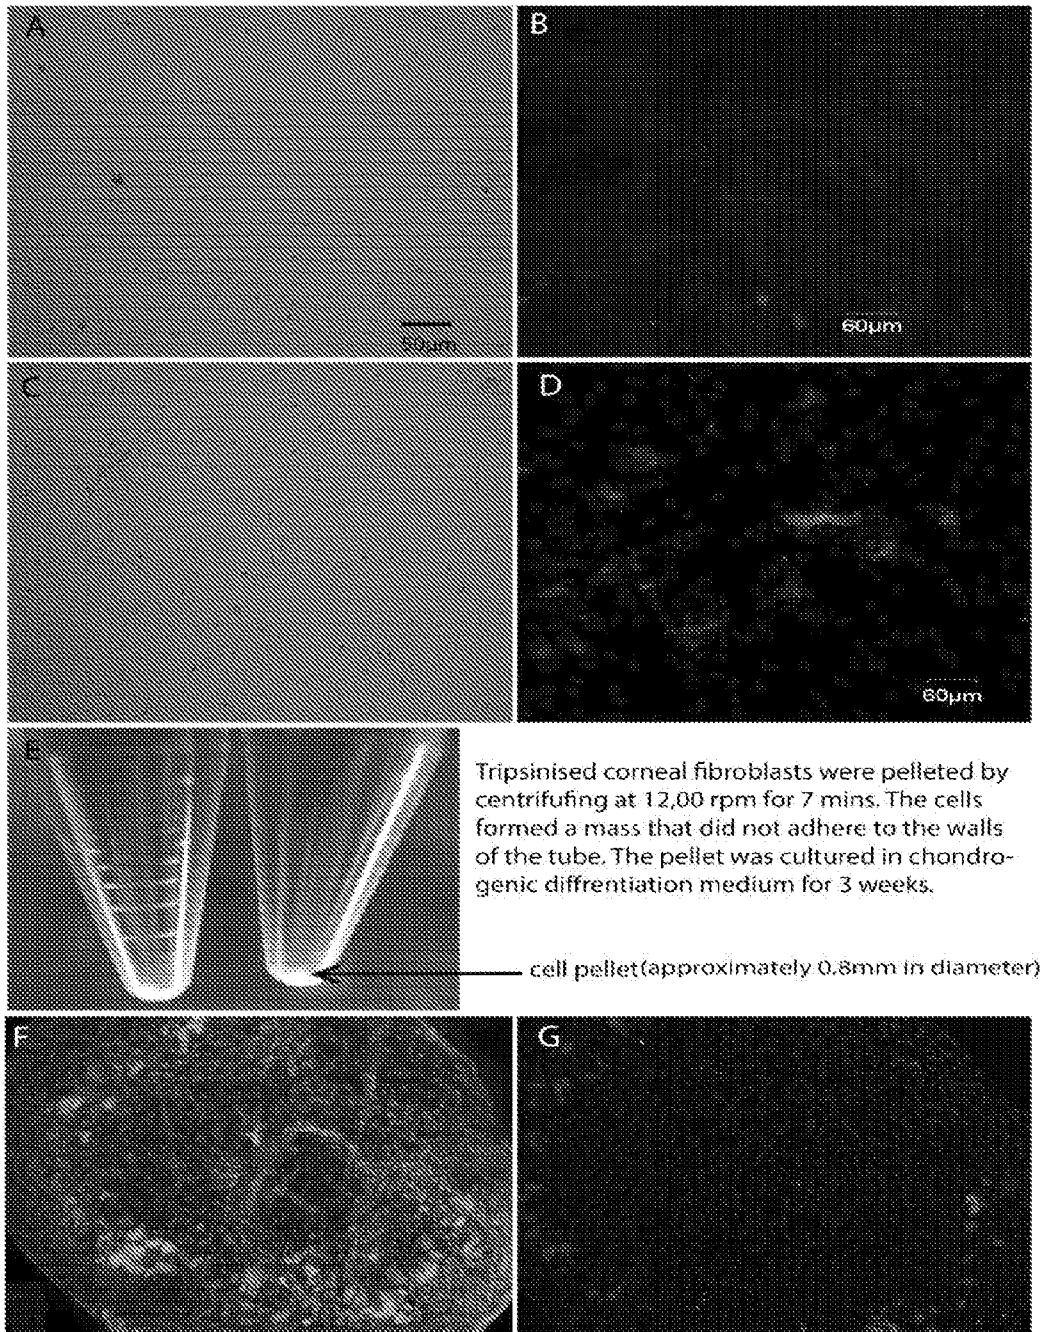 A
B
50μm
60μm
C
D
60μm
E
Tripsinised corneal fibroblasts were pelleted by
centrifufing at 12,00 rpm for 7 mins. The cells
formed a mass that did not adhere to the walls
of the tube. The pellet was cultured in chondro-
genic diffrentiation medium for 3 weeks.
cell pellet(approximately 0.8mm in diameter)
F
G